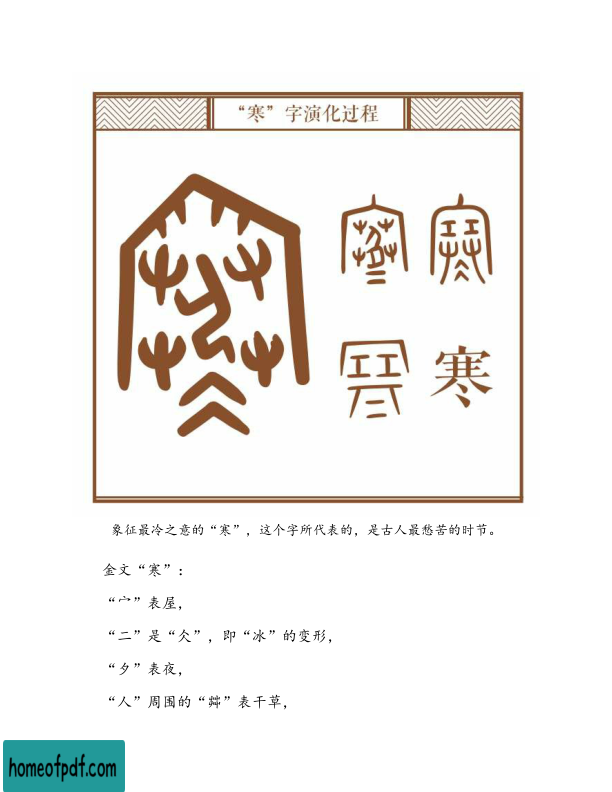 “寒”字演化过程
寒
象征最冷之意的“寒”，这个字所代表的，是古人最愁苦的时节。
金文“寒”：
“宀”表屋，
“二”是“仌”，即“冰”的变形，
“夕”表夜，
“人”周围的“茻”表干草，
homeofpdf.com